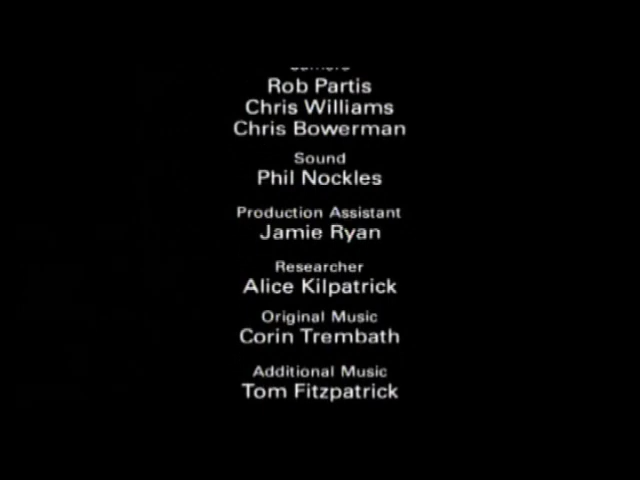 Rob Partis
Chris Williams
Chris Bowerman
Sound
Phil Nockles
Production Assistant
Jamie Ryan
Researcher
Alice Kilpatrick
Original Music
Corin Trembath
Additional Music
Tom Fitzpatrick